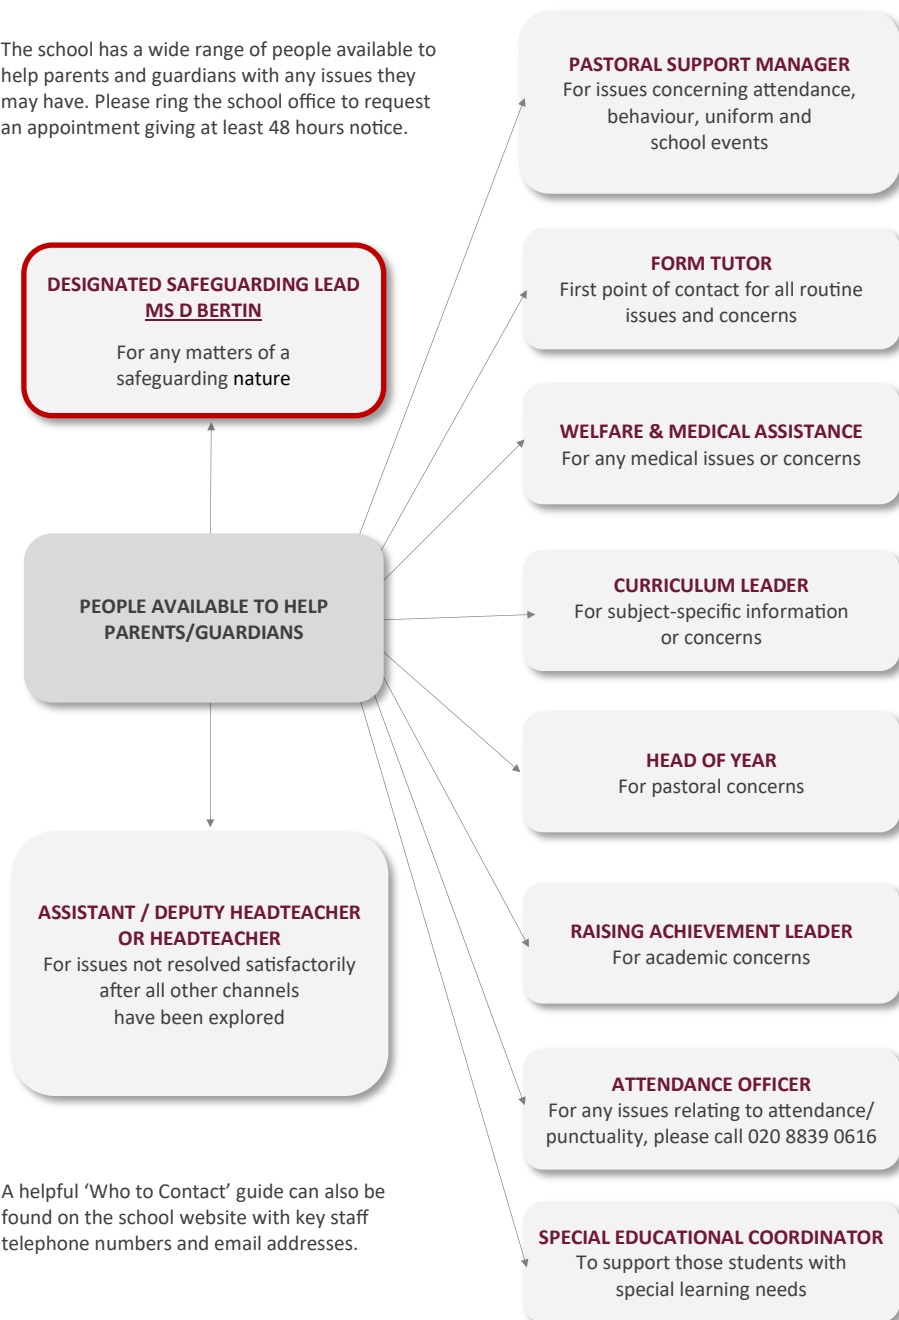 The school has a wide range of people available to
help parents and guardians with any issues they
may have. Please ring the school office to request
an appointment giving at least 48 hours notice.
PASTORAL SUPPORT MANAGER
For issues concerning attendance,
behaviour, uniform and
school events
DESIGNATED SAFEGUARDING LEAD
MS D BERTIN
For any matters of a
safeguarding nature
FORM TUTOR
First point of contact for all routine
issues and concerns
WELFARE & MEDICAL ASSISTANCE
For any medical issues or concerns
PEOPLE AVAILABLE TO HELP
PARENTS/GUARDIANS
CURRICULUM LEADER
For subject-specific information
or concerns
HEAD OF YEAR
For pastoral concerns
ASSISTANT / DEPUTY HEADTEACHER
OR HEADTEACHER
For issues not resolved satisfactorily
after all other channels
have been explored
RAISING ACHIEVEMENT LEADER
For academic concerns
ATTENDANCE OFFICER
For any issues relating to attendance/
punctuality, please call 020 8839 0616
A helpful ‘Who to Contact’ guide can also be
found on the school website with key staff
telephone numbers and email addresses.
SPECIAL EDUCATIONAL COORDINATOR
To support those students with
special learning needs